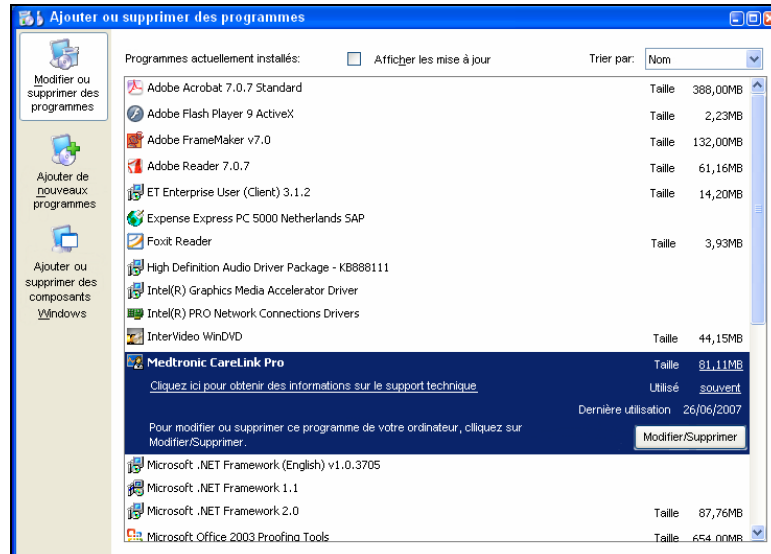 Ajouter ou supprimer des programmes
Modifier ou
supprimer des
programmes
Ajouter de
nouveaux
programmes
Ajouter ou
supprimer des
composants
Windows
Programmes actuellement installés: Afficher les mise à jour Trier par: Nom
Adobe Acrobat 7.0.7 Standard Taille 388,00MB
Adobe Flash Player 9 ActiveX Taille 2,23MB
Adobe FrameMaker v7.0 Taille 132,00MB
Adobe Reader 7.0.7 Taille 61,16MB
ET Enterprise User (Client) 3.1.2 Taille 14,20MB
Expense Express PC 5000 Netherlands SAP
Foxit Reader Taille 3,93MB
High Definition Audio Driver Package - KB888111
Intel(R) Graphics Media Accelerator Driver
Intel(R) PRO Network Connections Drivers
InterVideo WinDVD Taille 44,15MB
Medtronic CareLink Pro Taille 81,11MB
Cliquez ici pour obtenir des informations sur le support technique Utilisé souvent
Dernière utilisation 26/06/2007
Pour modifier ou supprimer ce programme de votre ordinateur, clliquez sur
Modifier/Supprimer. Modifier/Supprimer
Microsoft .NET Framework (English) v1.0.3705
Microsoft .NET Framework 1.1
Microsoft .NET Framework 2.0 Taille 87,76MB
Microsoft Office 2003 Proofing Tools Taille 654,00MB